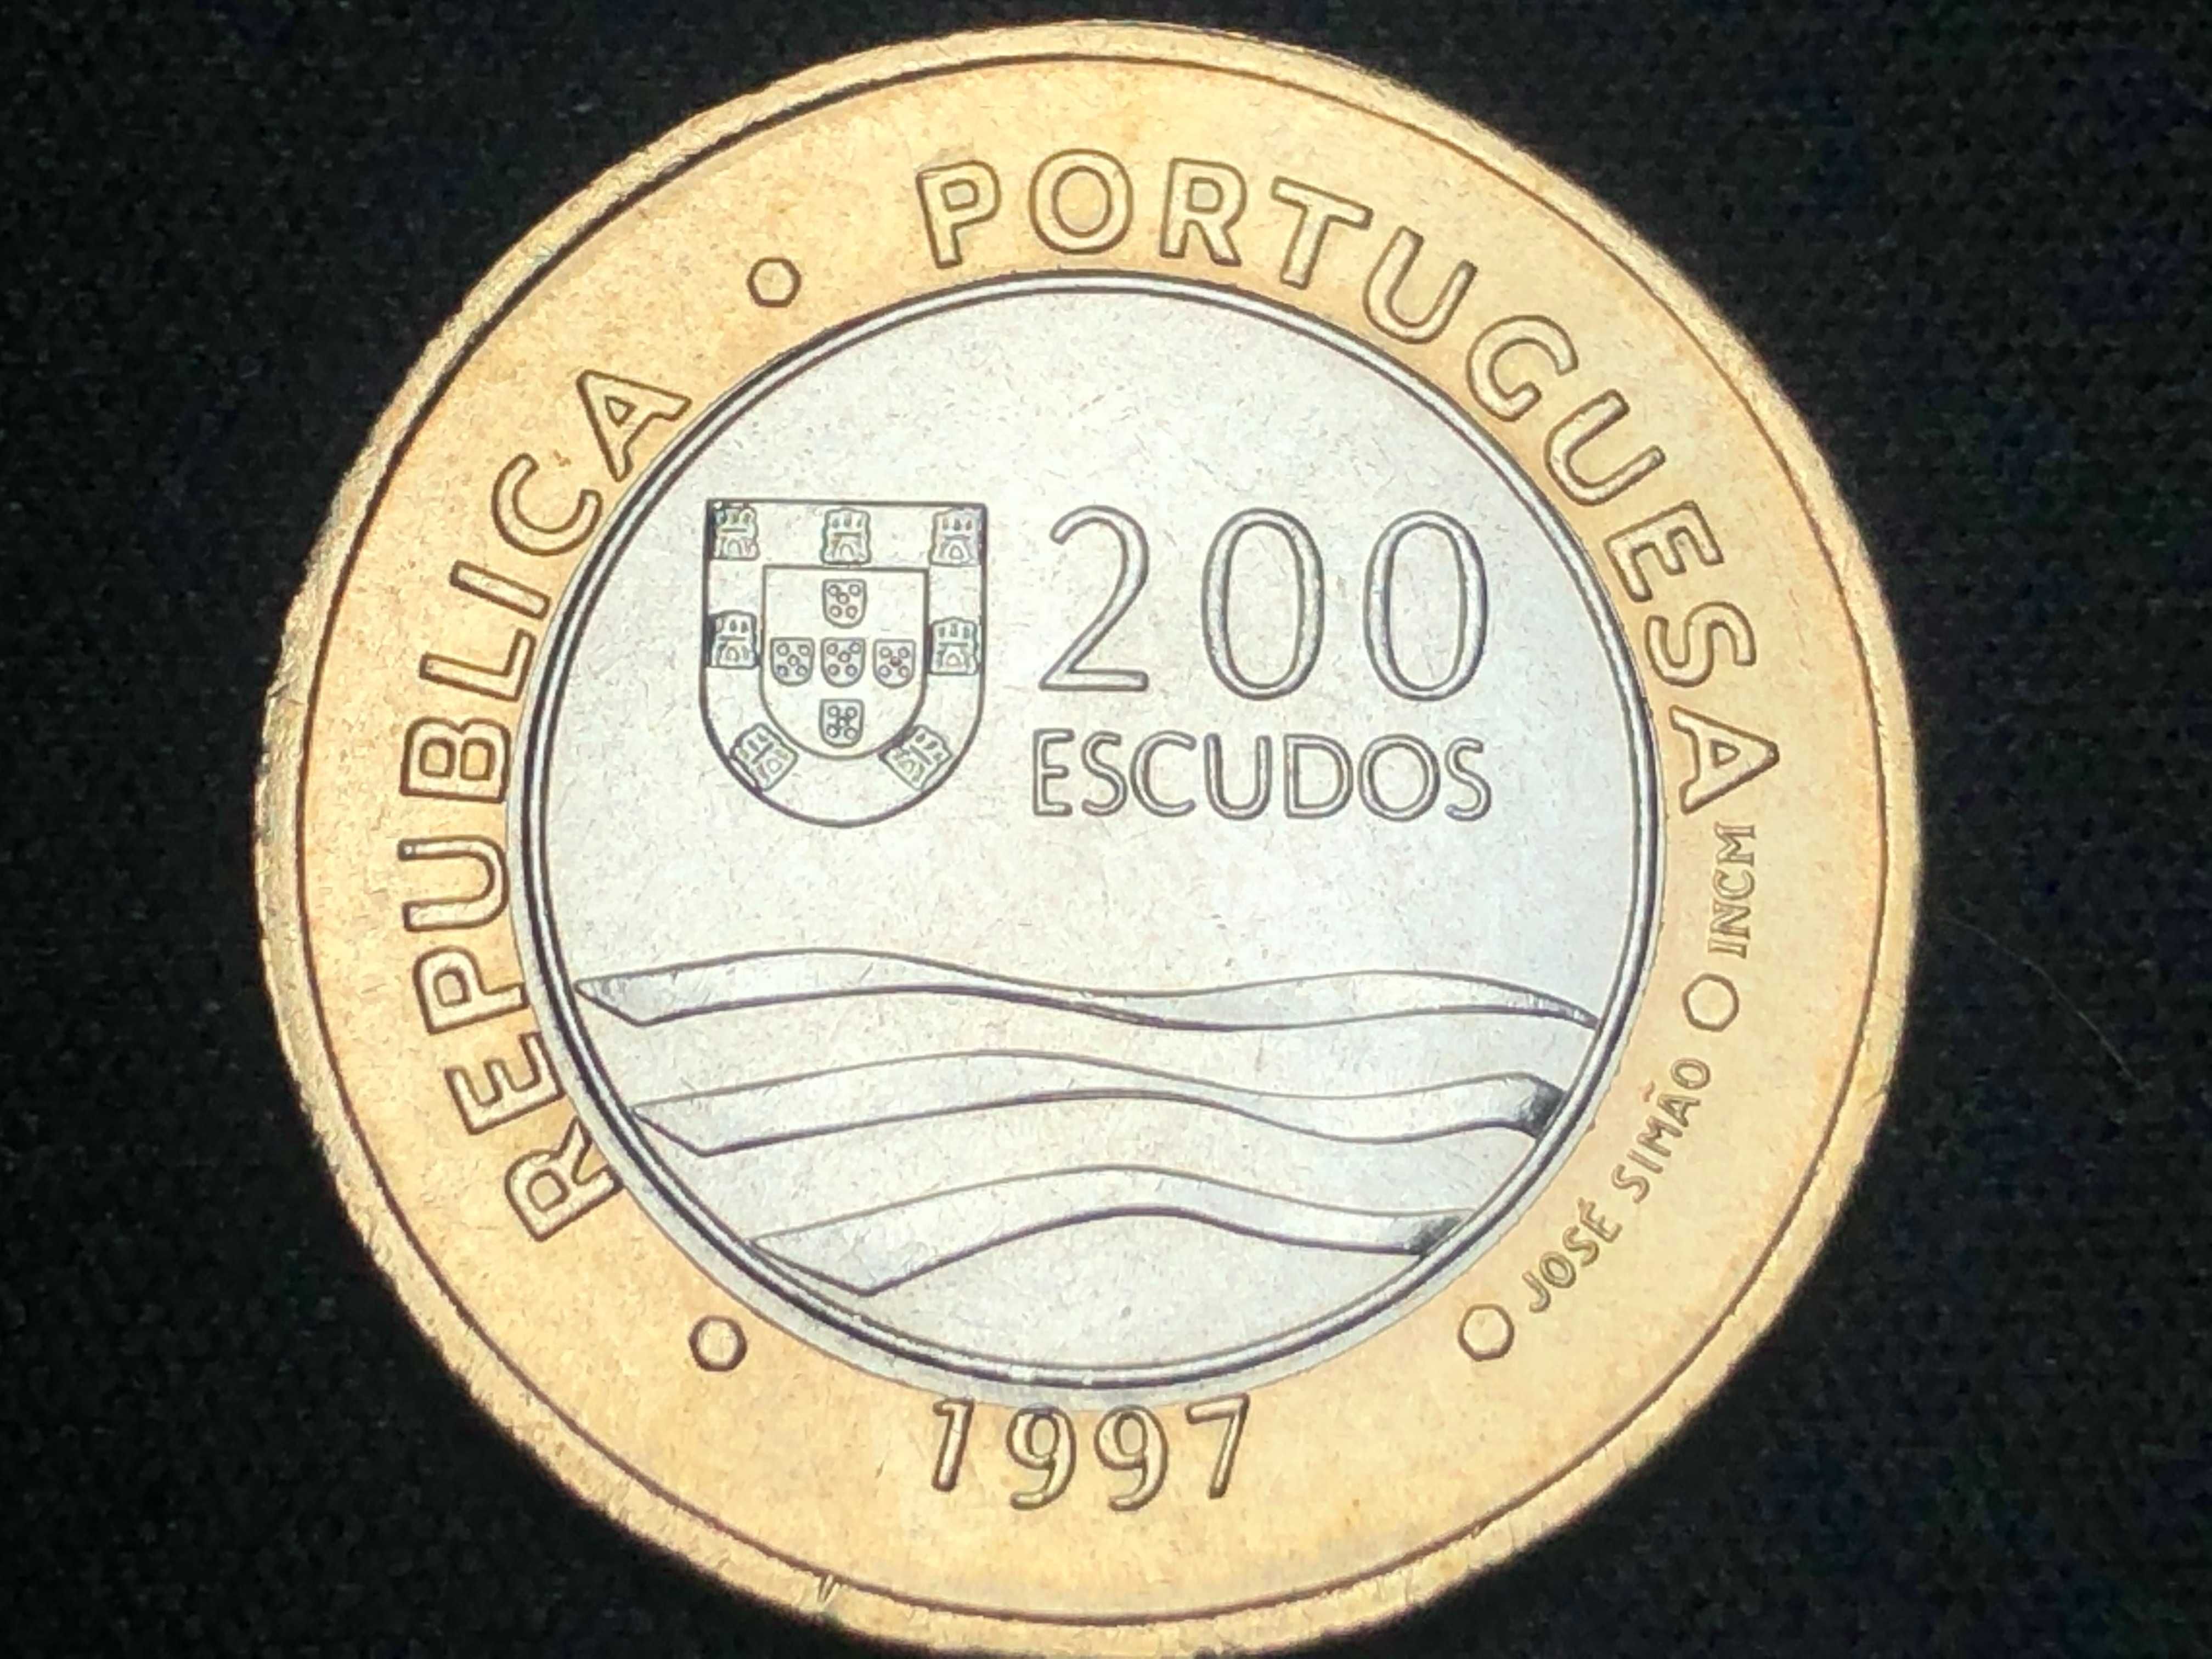 REPUBLICA PORTUGUESA
INCM
JOSÉ SIMÃO
200
ESCUDOS
1997